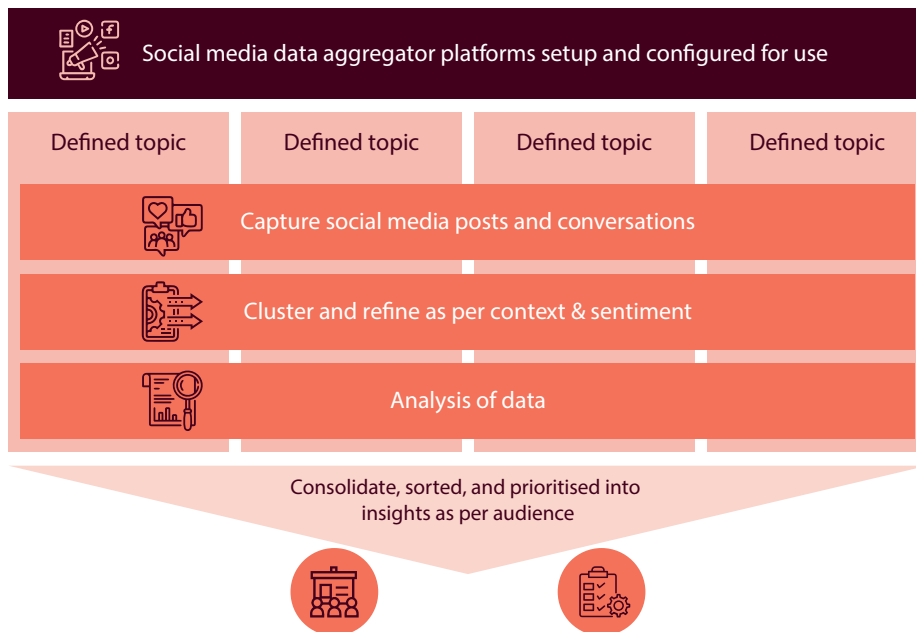 Social media data aggregator platforms setup and configured for use
Defined topic
Defined topic
Defined topic
Defined topic
Capture social media posts and conversations
Cluster and refine as per context & sentiment
Analysis of data
Consolidate, sorted, and prioritised into
insights as per audience